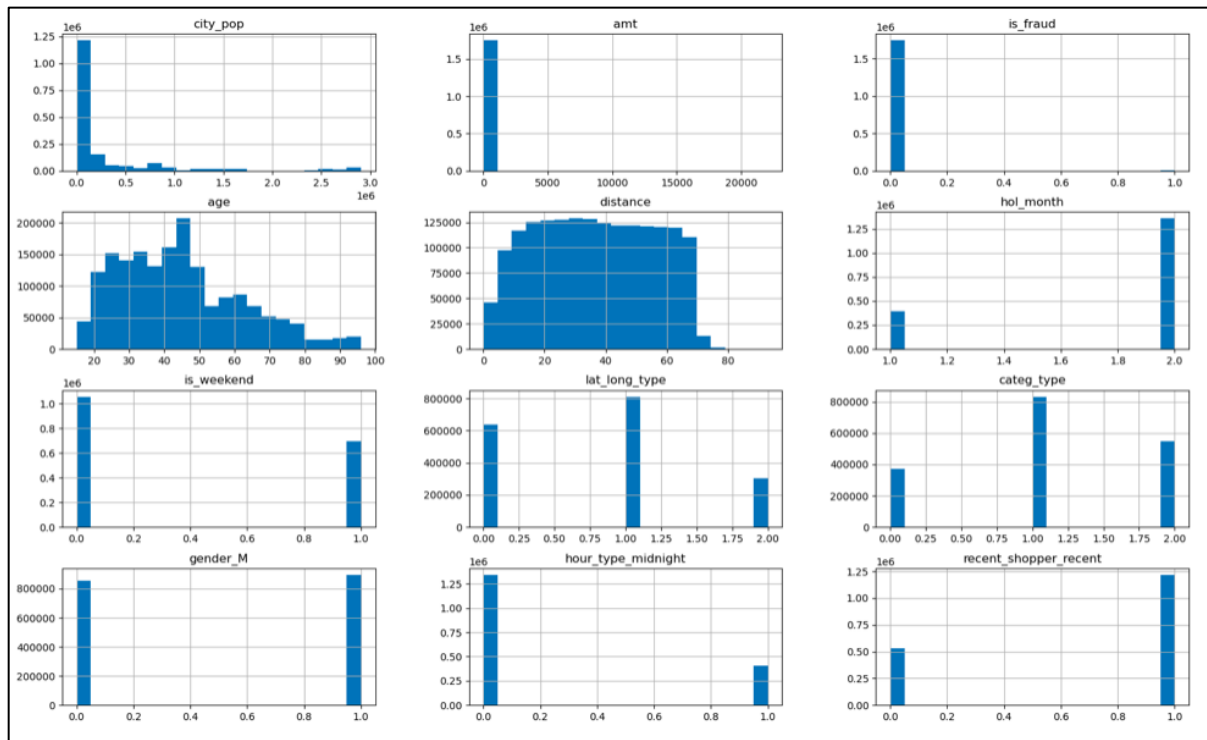 city_pop amt is_fraud
1e6 1e6 1e6
1.25 1.00 0.75 0.50 0.25 0.00
0.0 0.5 1.0 1.5 2.0 2.5 3.0
1e6
1.5 1.0 0.5 0.0
0 5000 10000 15000 20000
1.5 1.0 0.5 0.0
0.0 0.2 0.4 0.6 0.8 1.0
age distance hol_month
200000 150000 100000 50000 0
20 30 40 50 60 70 80 90 100
125000 100000 75000 50000 25000 0
0 20 40 60 80
1e6
1.25 1.00 0.75 0.50 0.25 0.00
1.0 1.2 1.4 1.6 1.8 2.0
is_weekend lat_long_type categ_type
1e6
1.0 0.8 0.6 0.4 0.2 0.0
0.0 0.2 0.4 0.6 0.8 1.0
800000 600000 400000 200000 0
0.00 0.25 0.50 0.75 1.00 1.25 1.50 1.75 2.00
800000 600000 400000 200000 0
0.00 0.25 0.50 0.75 1.00 1.25 1.50 1.75 2.00
gender_M hour_type_midnight recent_shopper_recent
800000 600000 400000 200000 0
0.0 0.2 0.4 0.6 0.8 1.0
1e6
1.25 1.00 0.75 0.50 0.25 0.00
0.0 0.2 0.4 0.6 0.8 1.0
1e6
1.25 1.00 0.75 0.50 0.25 0.00
0.0 0.2 0.4 0.6 0.8 1.0